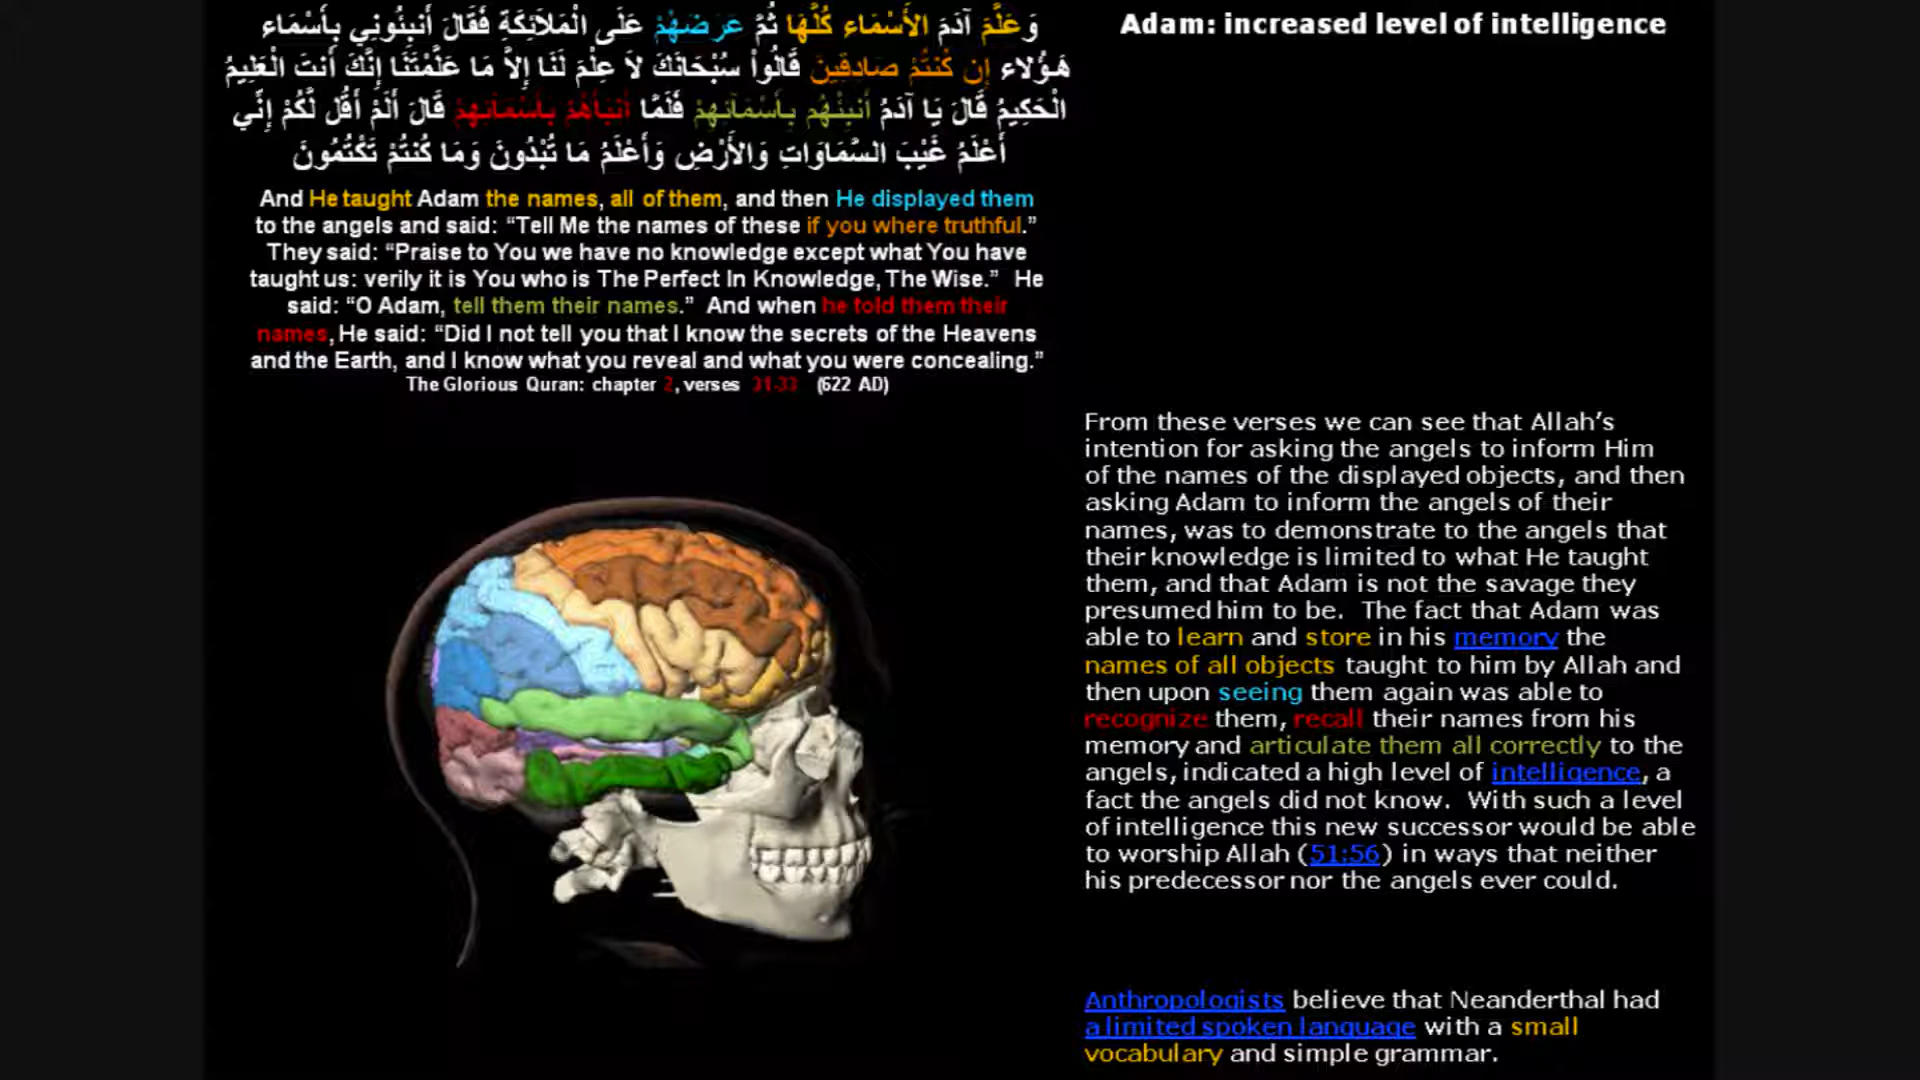 وَعَلَّمَ آدَمَ الأَسْمَاء كُلَّهَا ثُمَّ عَرَضَهُمْ عَلَى الْمَلاَئِكَةِ فَقَالَ أَنبِئُونِي بِأَسْمَاء
هَـؤُلاء إِن كُنتُمْ صَادِقِينَ قَالُواْ سُبْحَانَكَ لاَ عِلْمَ لَنَا إِلاَّ مَا عَلَّمْتَنَا إِنَّكَ أَنتَ الْعَلِيمُ
الْحَكِيمُ قَالَ يَا آدَمُ أَنبِئْهُم بِأَسْمَآئِهِمْ فَلَمَّا أَنبَأَهُمْ بِأَسْمَآئِهِمْ قَالَ أَلَمْ أَقُل لَّكُمْ إِنِّي
أَعْلَمُ غَيْبَ السَّمَاوَاتِ وَالأَرْضِ وَأَعْلَمُ مَا تُبْدُونَ وَمَا كُنتُمْ تَكْتُمُونَ
And He taught Adam the names, all of them, and then He displayed them
to the angels and said: “Tell Me the names of these if you where truthful.”
They said: “Praise to You we have no knowledge except what You have
taught us: verily it is You who is The Perfect In Knowledge, The Wise.” He
said: “O Adam, tell them their names.” And when he told them their
names, He said: “Did I not tell you that I know the secrets of the Heavens
and the Earth, and I know what you reveal and what you were concealing.”
The Glorious Quran: chapter 2, verses 31-33 (622 AD)
Adam: increased level of intelligence
From these verses we can see that Allah’s
intention for asking the angels to inform Him
of the names of the displayed objects, and then
asking Adam to inform the angels of their
names, was to demonstrate to the angels that
their knowledge is limited to what He taught
them, and that Adam is not the savage they
presumed him to be. The fact that Adam was
able to learn and store in his memory the
names of all objects taught to him by Allah and
then upon seeing them again was able to
recognize them, recall their names from his
memory and articulate them all correctly to the
angels, indicated a high level of intelligence, a
fact the angels did not know. With such a level
of intelligence this new successor would be able
to worship Allah (51:56) in ways that neither
his predecessor nor the angels ever could.
Anthropologists believe that Neanderthal had
a limited spoken language with a small
vocabulary and simple grammar.